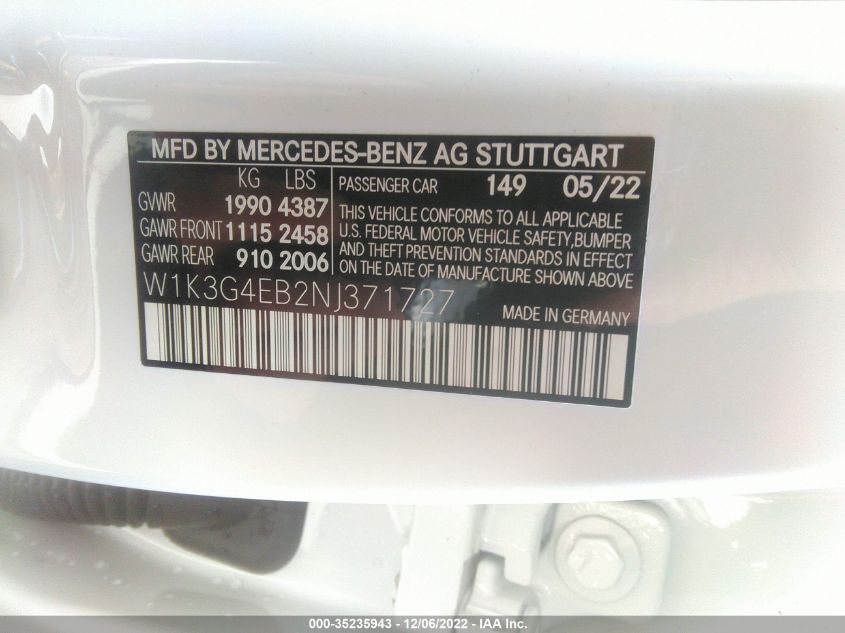 MFD BY MERCEDES-BENZ AG STUTTGART
KG LBS
GVWR 1990 4387
GAWR FRONT 1115 2458
GAWR REAR 910 2006
PASSENGER CAR 149 05/22
THIS VEHICLE CONFORMS TO ALL APPLICABLE
U.S. FEDERAL MOTOR VEHICLE SAFETY,BUMPER
AND THEFT PREVENTION STANDARDS IN EFFECT
ON THE DATE OF MANUFACTURE SHOWN ABOVE
W1K3G4EB2NJ371727
MADE IN GERMANY
000-35235943 - 12/06/2022 - IAA Inc.